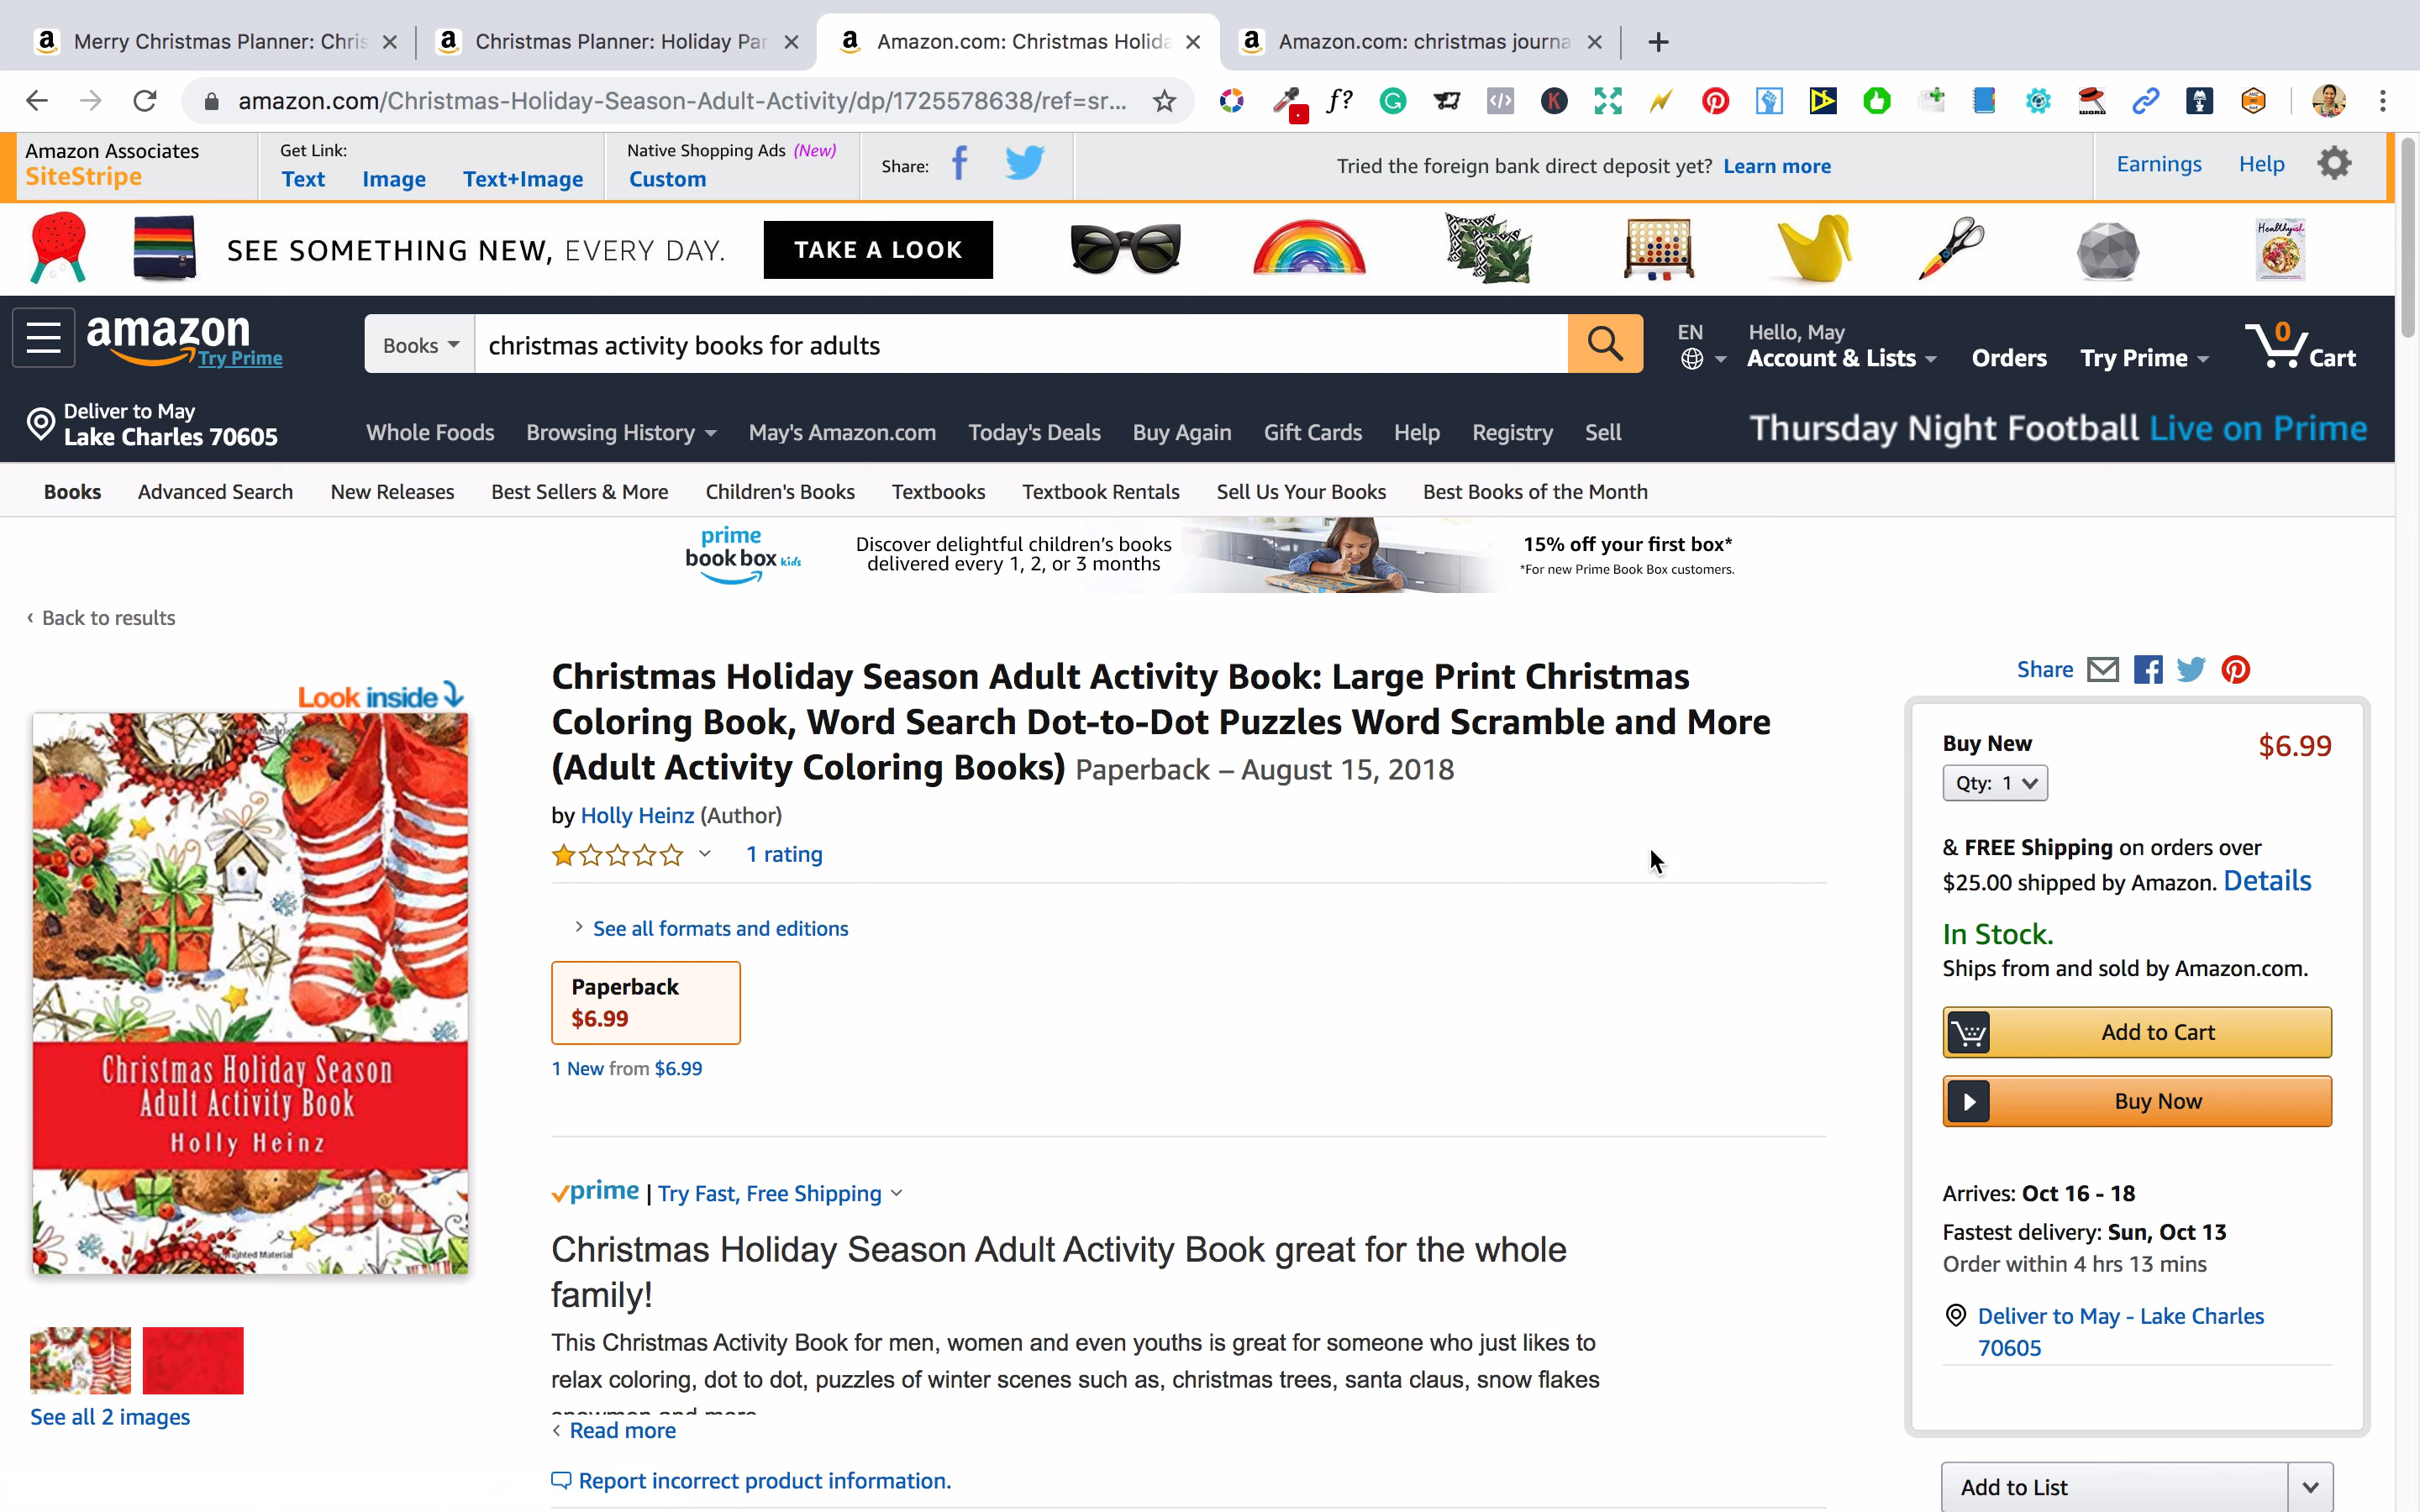 Merry Christmas Planner: Chris
Christmas Planner: Holiday Par
Amazon.com: Christmas Holida
Amazon.com: christmas journa
amazon.com/Christmas-Holiday-Season-Adult-Activity/dp/1725578638/ref=sr...
Amazon Associates
SiteStripe
Get Link:
Text Image Text+Image
Native Shopping Ads (New)
Custom
Share:
Tried the foreign bank direct deposit yet? Learn more
Earnings Help
SEE SOMETHING NEW, EVERY DAY.
TAKE A LOOK
Healthyish
amazon
Try Prime
Books
christmas activity books for adults
EN
Hello, May
Account & Lists
Orders
Try Prime
0
Cart
Deliver to May
Lake Charles 70605
Whole Foods Browsing History May's Amazon.com Today's Deals Buy Again Gift Cards Help Registry Sell
Thursday Night Football Live on Prime
Books Advanced Search New Releases Best Sellers & More Children's Books Textbooks Textbook Rentals Sell Us Your Books Best Books of the Month
prime
book box kids
Discover delightful children's books
delivered every 1, 2, or 3 months
15% off your first box*
*For new Prime Book Box customers.
‹ Back to results
Look inside
Christmas Holiday Season
Adult Activity Book
Holly Heinz
See all 2 images
Christmas Holiday Season Adult Activity Book: Large Print Christmas
Coloring Book, Word Search Dot-to-Dot Puzzles Word Scramble and More
(Adult Activity Coloring Books) Paperback – August 15, 2018
by Holly Heinz (Author)
1 rating
See all formats and editions
Paperback
$6.99
1 New from $6.99
prime | Try Fast, Free Shipping
Christmas Holiday Season Adult Activity Book great for the whole
family!
This Christmas Activity Book for men, women and even youths is great for someone who just likes to
relax coloring, dot to dot, puzzles of winter scenes such as, christmas trees, santa claus, snow flakes
Read more
Report incorrect product information.
Share
Buy New
$6.99
Qty: 1
& FREE Shipping on orders over
$25.00 shipped by Amazon. Details
In Stock.
Ships from and sold by Amazon.com.
Add to Cart
Buy Now
Arrives: Oct 16 - 18
Fastest delivery: Sun, Oct 13
Order within 4 hrs 13 mins
Deliver to May - Lake Charles
70605
Add to List